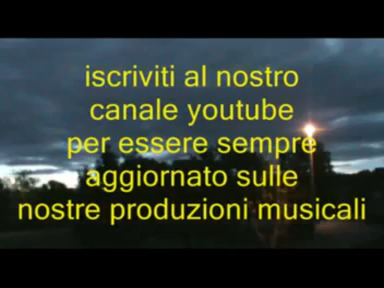 iscriviti al nostro
canale youtube
per essere sempre
aggiornato sulle
nostre produzioni musicali